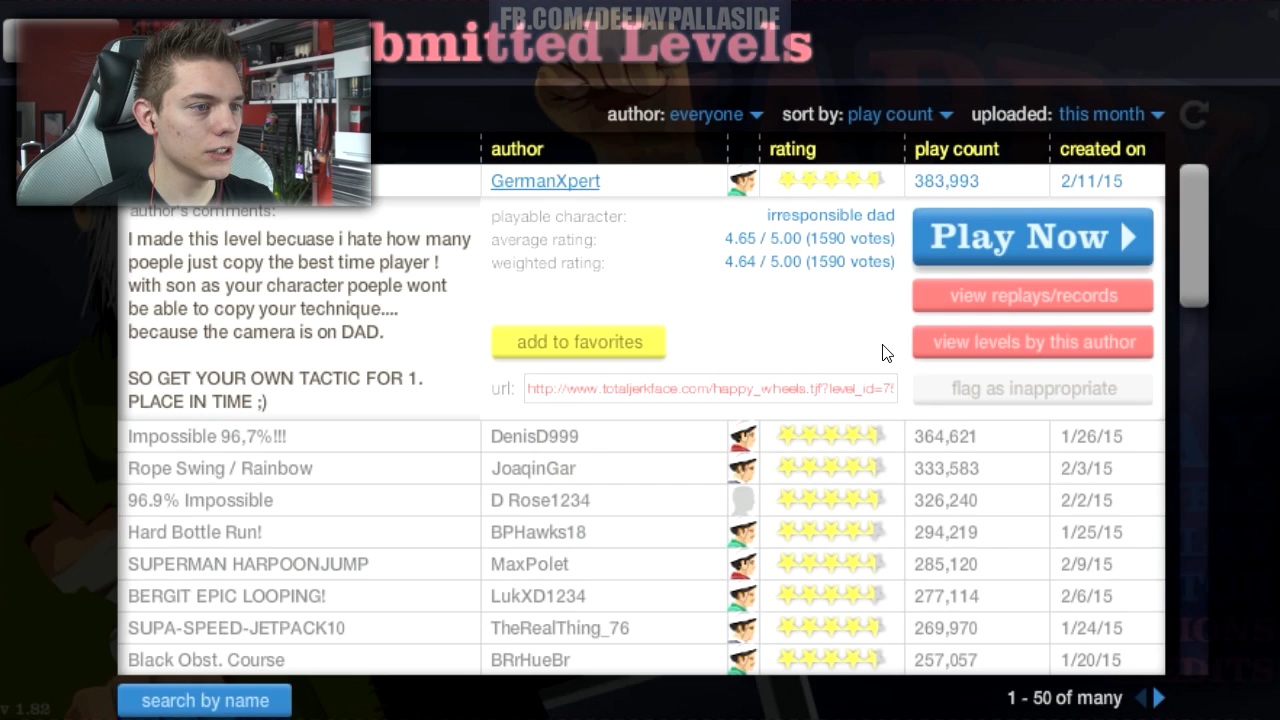 FB.COM/DEEJAYPALLASIDE
bmitted Levels
author: everyone sort by: play count uploaded: this month
author rating play count created on
GermanXpert 383,993 2/11/15
author's comments:
I made this level becuase i hate how many
poeple just copy the best time player !
with son as your character poeple wont
be able to copy your technique....
because the camera is on DAD.
SO GET YOUR OWN TACTIC FOR 1.
PLACE IN TIME ;)
playable character: irresponsible dad
average rating: 4.65 / 5.00 (1590 votes)
weighted rating: 4.64 / 5.00 (1590 votes)
add to favorites
url: http://www.totaljerkface.com/happy_wheels.tjf?level_id=75
Play Now
view replays/records
view levels by this author
flag as inappropriate
Impossible 96,7%!!! DenisD999 364,621 1/26/15
Rope Swing / Rainbow JoaqinGar 333,583 2/3/15
96.9% Impossible D Rose1234 326,240 2/2/15
Hard Bottle Run! BPHawks18 294,219 1/25/15
SUPERMAN HARPOONJUMP MaxPolet 285,120 2/9/15
BERGIT EPIC LOOPING! LukXD1234 277,114 2/6/15
SUPA-SPEED-JETPACK10 TheRealThing_76 269,970 1/24/15
Black Obst. Course BRrHueBr 257,057 1/20/15
search by name
1 - 50 of many
v 1.82